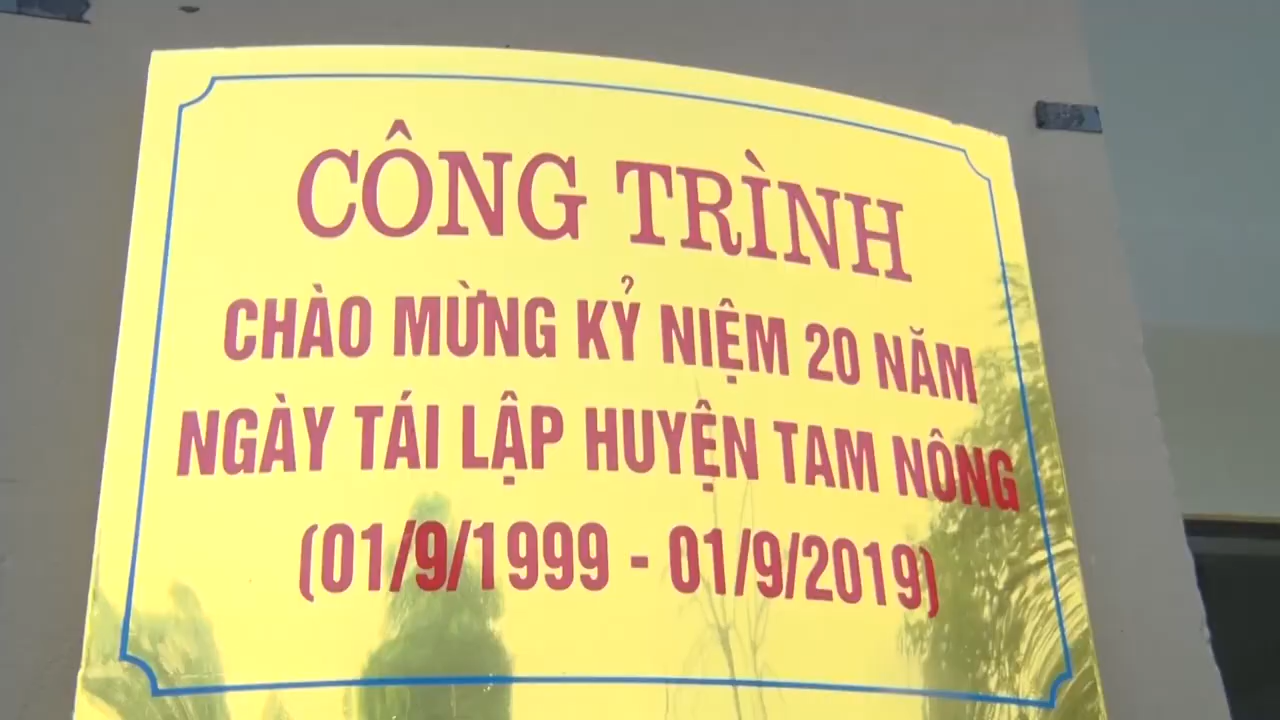 CÔNG TRÌNH
CHÀO MỪNG KỶ NIỆM 20 NĂM
NGÀY TÁI LẬP HUYỆN TAM NÔNG
(01/9/1999 - 01/9/2019)